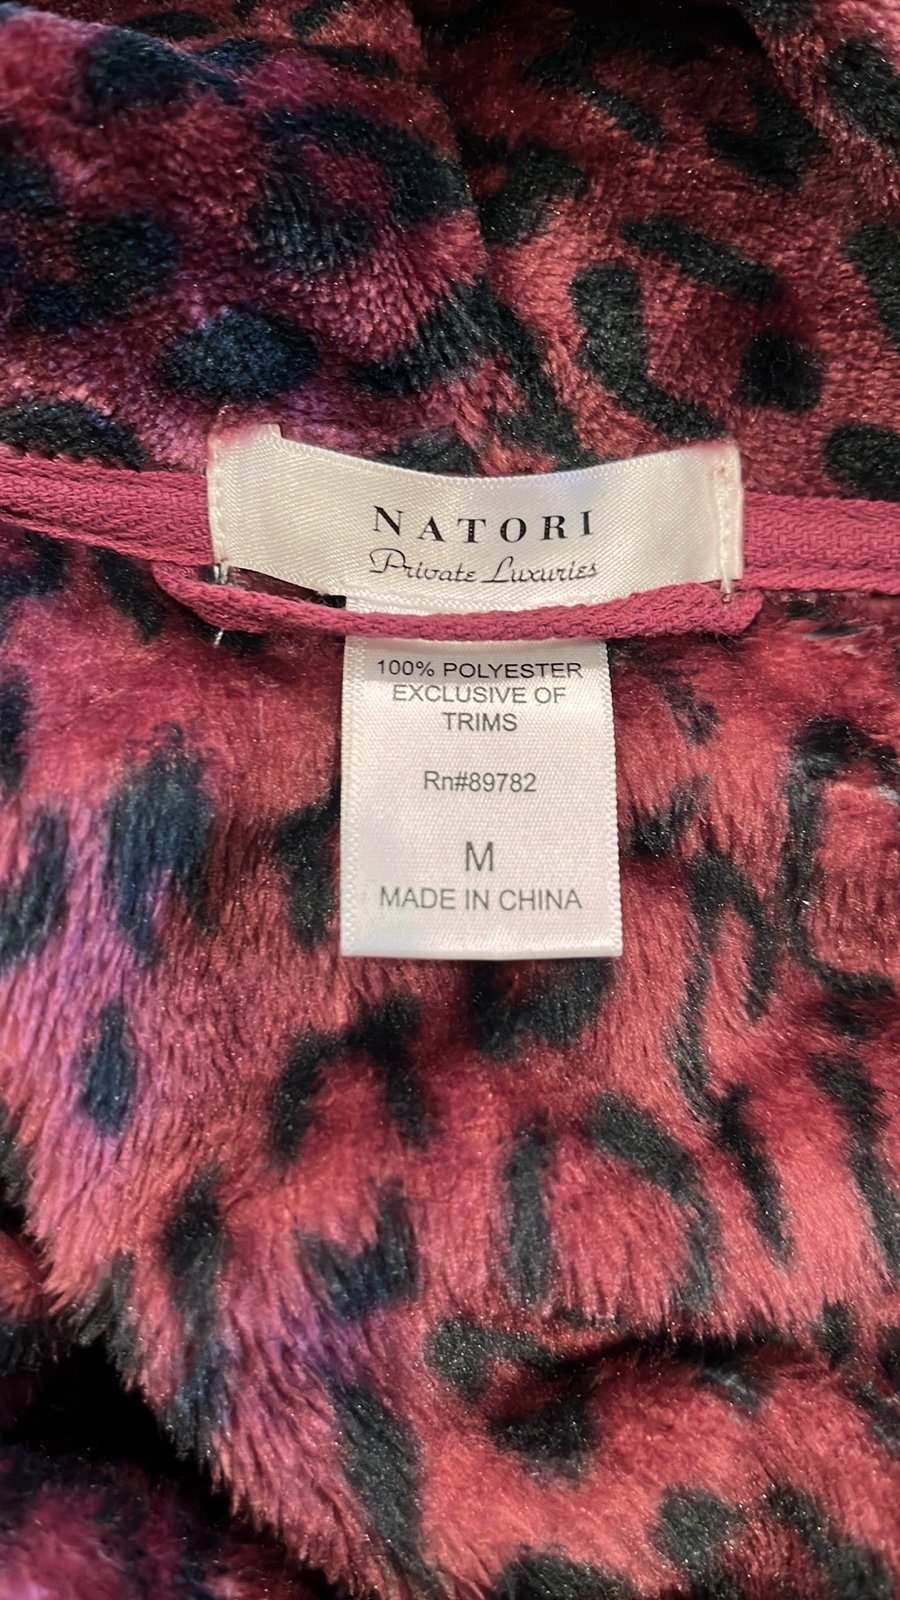 NATORI
Private Luxuries
100% POLYESTER
EXCLUSIVE OF
TRIMS
Rn#89782
M
MADE IN CHINA